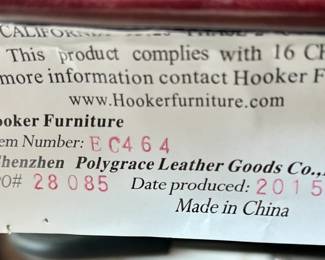 This product complies with 16 C
more information contact Hooker F
www.Hookerfurniture.com
ooker Furniture
em Number: EC464
henzhen Polygrace Leather Goods Co.,
O# 28085 Date produced: 2015
Made in China